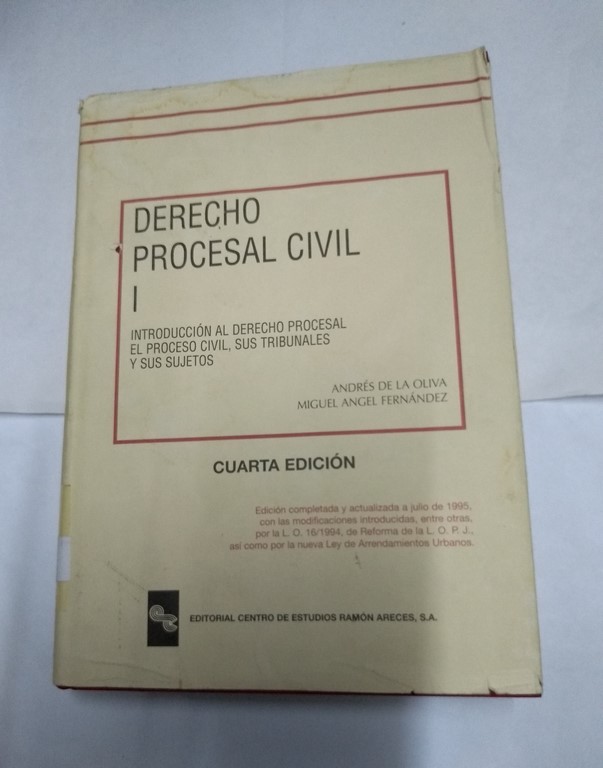 DERECHO
PROCESAL CIVIL
I
INTRODUCCIÓN AL DERECHO PROCESAL
EL PROCESO CIVIL, SUS TRIBUNALES
Y SUS SUJETOS
ANDRÉS DE LA OLIVA
MIGUEL ANGEL FERNÁNDEZ
CUARTA EDICIÓN
Edición completada y actualizada a julio de 1995,
con las modificaciones introducidas, entre otras,
por la L. O. 16/1994, de Reforma de la L. O. P. J.,
así como por la nueva Ley de Arrendamientos Urbanos.
EDITORIAL CENTRO DE ESTUDIOS RAMÓN ARECES, S.A.